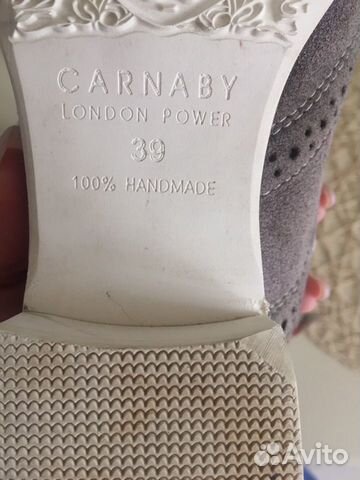 CARNABY
LONDON POWER
39
100% HANDMADE
Avito